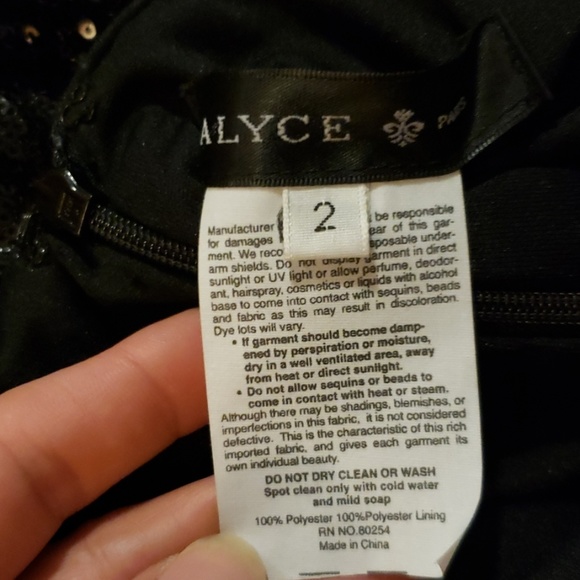 ALYCE PARIS
2
Manufacturer be responsible
for damages ear of this gar-
ment. We reco sposable under-
arm shields. Do not display garment in direct
sunlight or UV light or allow perfume, deodor-
ant, hairspray, cosmetics or liquids with alcohol
base to come into contact with sequins, beads
and fabric as this may result in discoloration.
Dye lots will vary.
• If garment should become damp-
ened by perspiration or moisture,
dry in a well ventilated area, away
from heat or direct sunlight.
• Do not allow sequins or beads to
come in contact with heat or steam.
Although there may be shadings, blemishes, or
imperfections in this fabric, it is not considered
defective. This is the characteristic of this rich
imported fabric, and gives each garment its
own individual beauty.
DO NOT DRY CLEAN OR WASH
Spot clean only with cold water
and mild soap
100% Polyester 100%Polyester Lining
RN NO.80254
Made in China